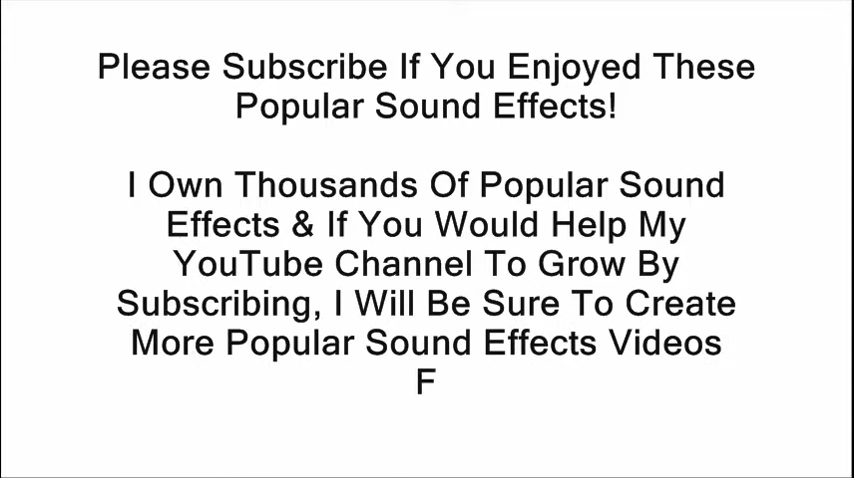 Please Subscribe If You Enjoyed These
Popular Sound Effects!
I Own Thousands Of Popular Sound
Effects & If You Would Help My
YouTube Channel To Grow By
Subscribing, I Will Be Sure To Create
More Popular Sound Effects Videos
F